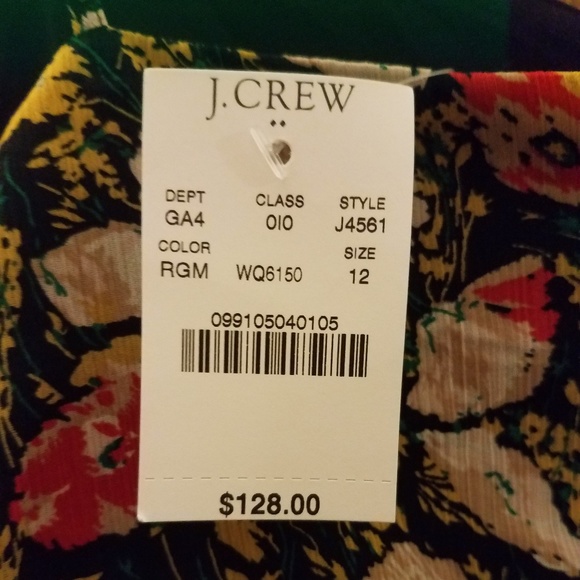 J.CREW
DEPT CLASS STYLE
GA4 010 J4561
COLOR SIZE
RGM WQ6150 12
099105040105
$128.00